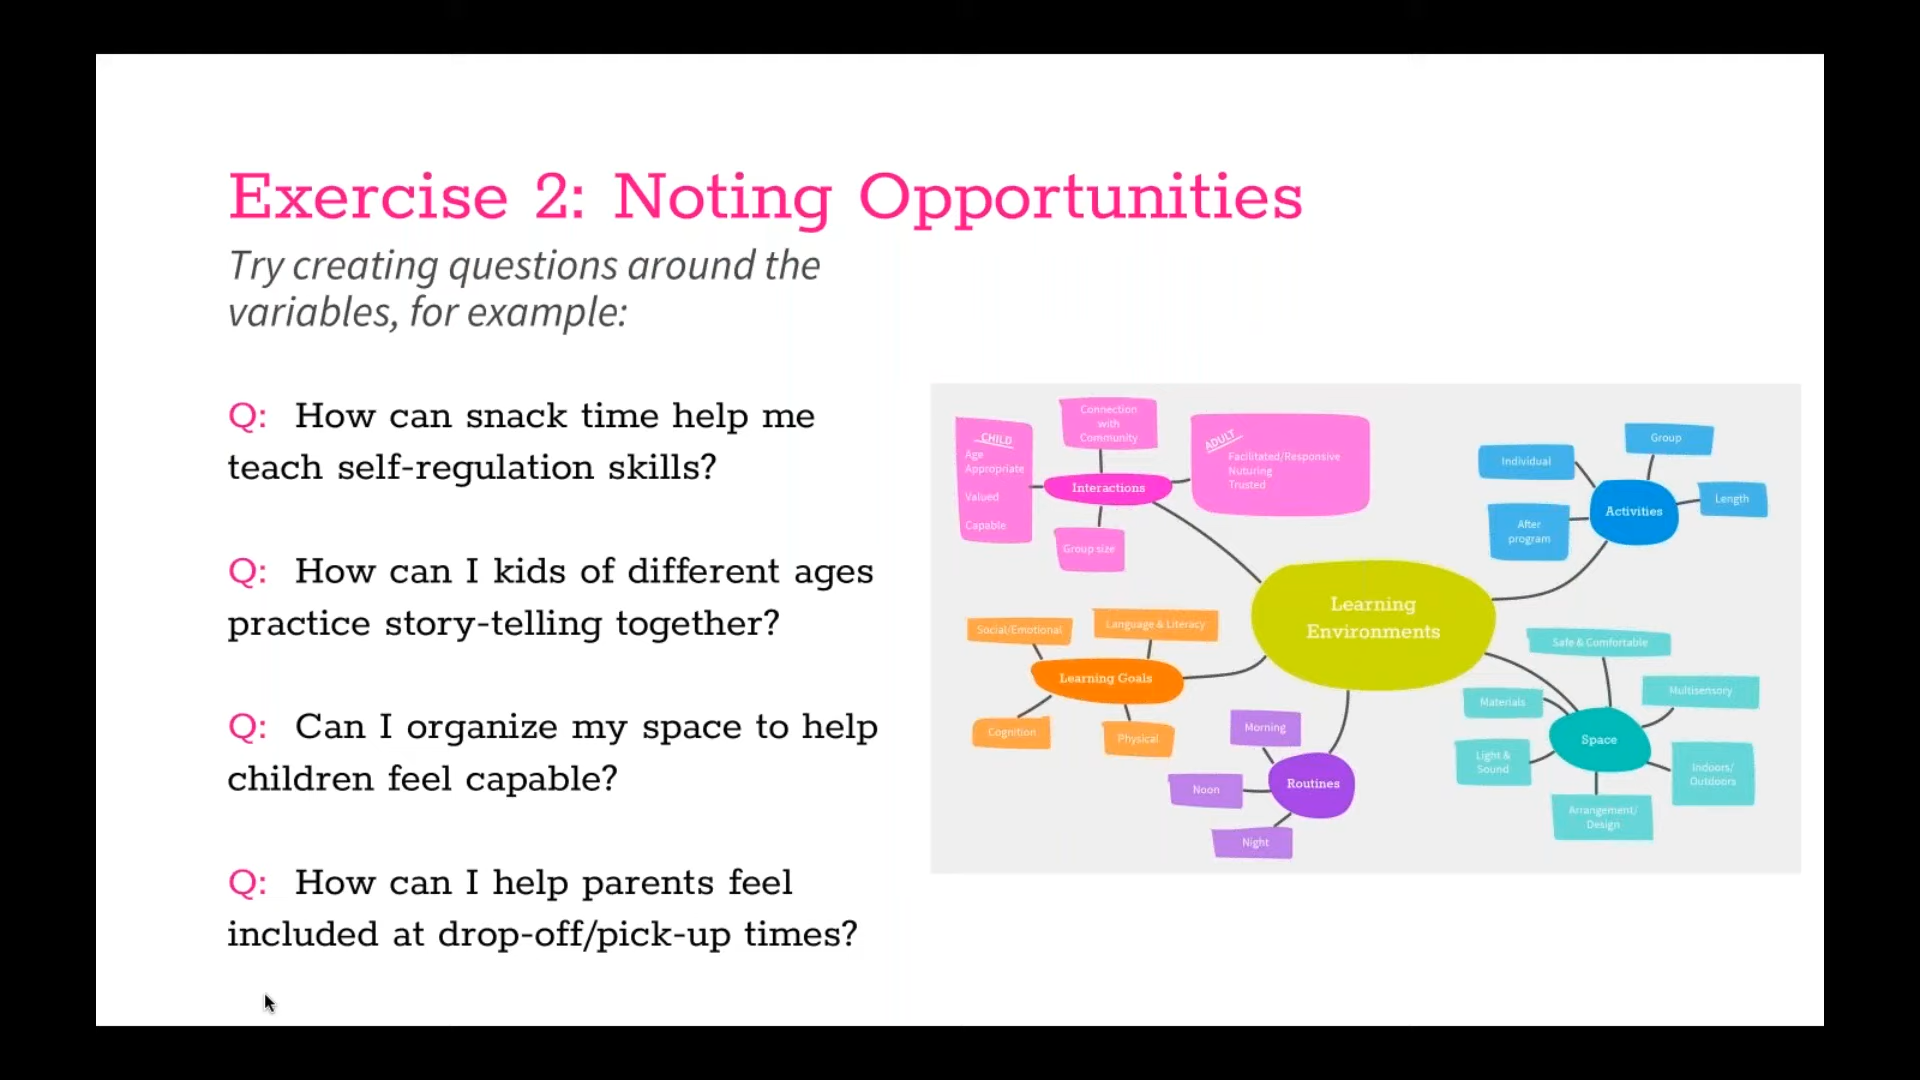 Exercise 2: Noting Opportunities
Try creating questions around the
variables, for example:
Q: How can snack time help me
teach self-regulation skills?
Q: How can I kids of different ages
practice story-telling together?
Q: Can I organize my space to help
children feel capable?
Q: How can I help parents feel
included at drop-off/pick-up times?
CHILD
Age
Appropriate
Valued
Capable
Connection
with
Community
Interactions
Group size
ADULT
Facilitated/Responsive
Nuturing
Trusted
Individual
Group
Length
After
program
Activities
Learning
Environments
Social/Emotional
Language & Literacy
Learning Goals
Cognition
Physical
Morning
Noon
Night
Routines
Safe & Comfortable
Multisensory
Materials
Space
Light &
Sound
Indoors/
Outdoors
Arrangement/
Design